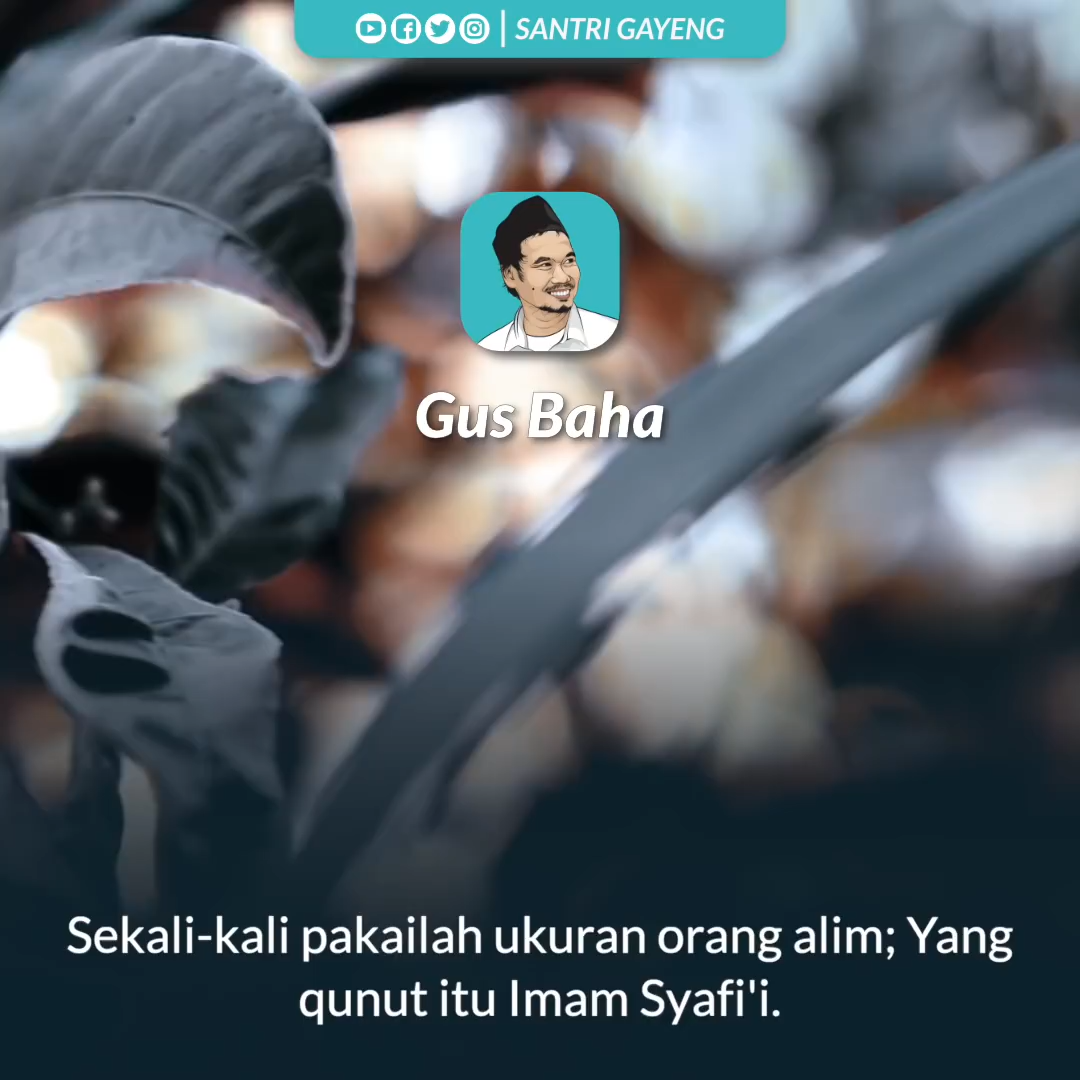 SANTRI GAYENG
Gus Baha
Sekali-kali pakailah ukuran orang alim; Yang
qunut itu Imam Syafi'i.